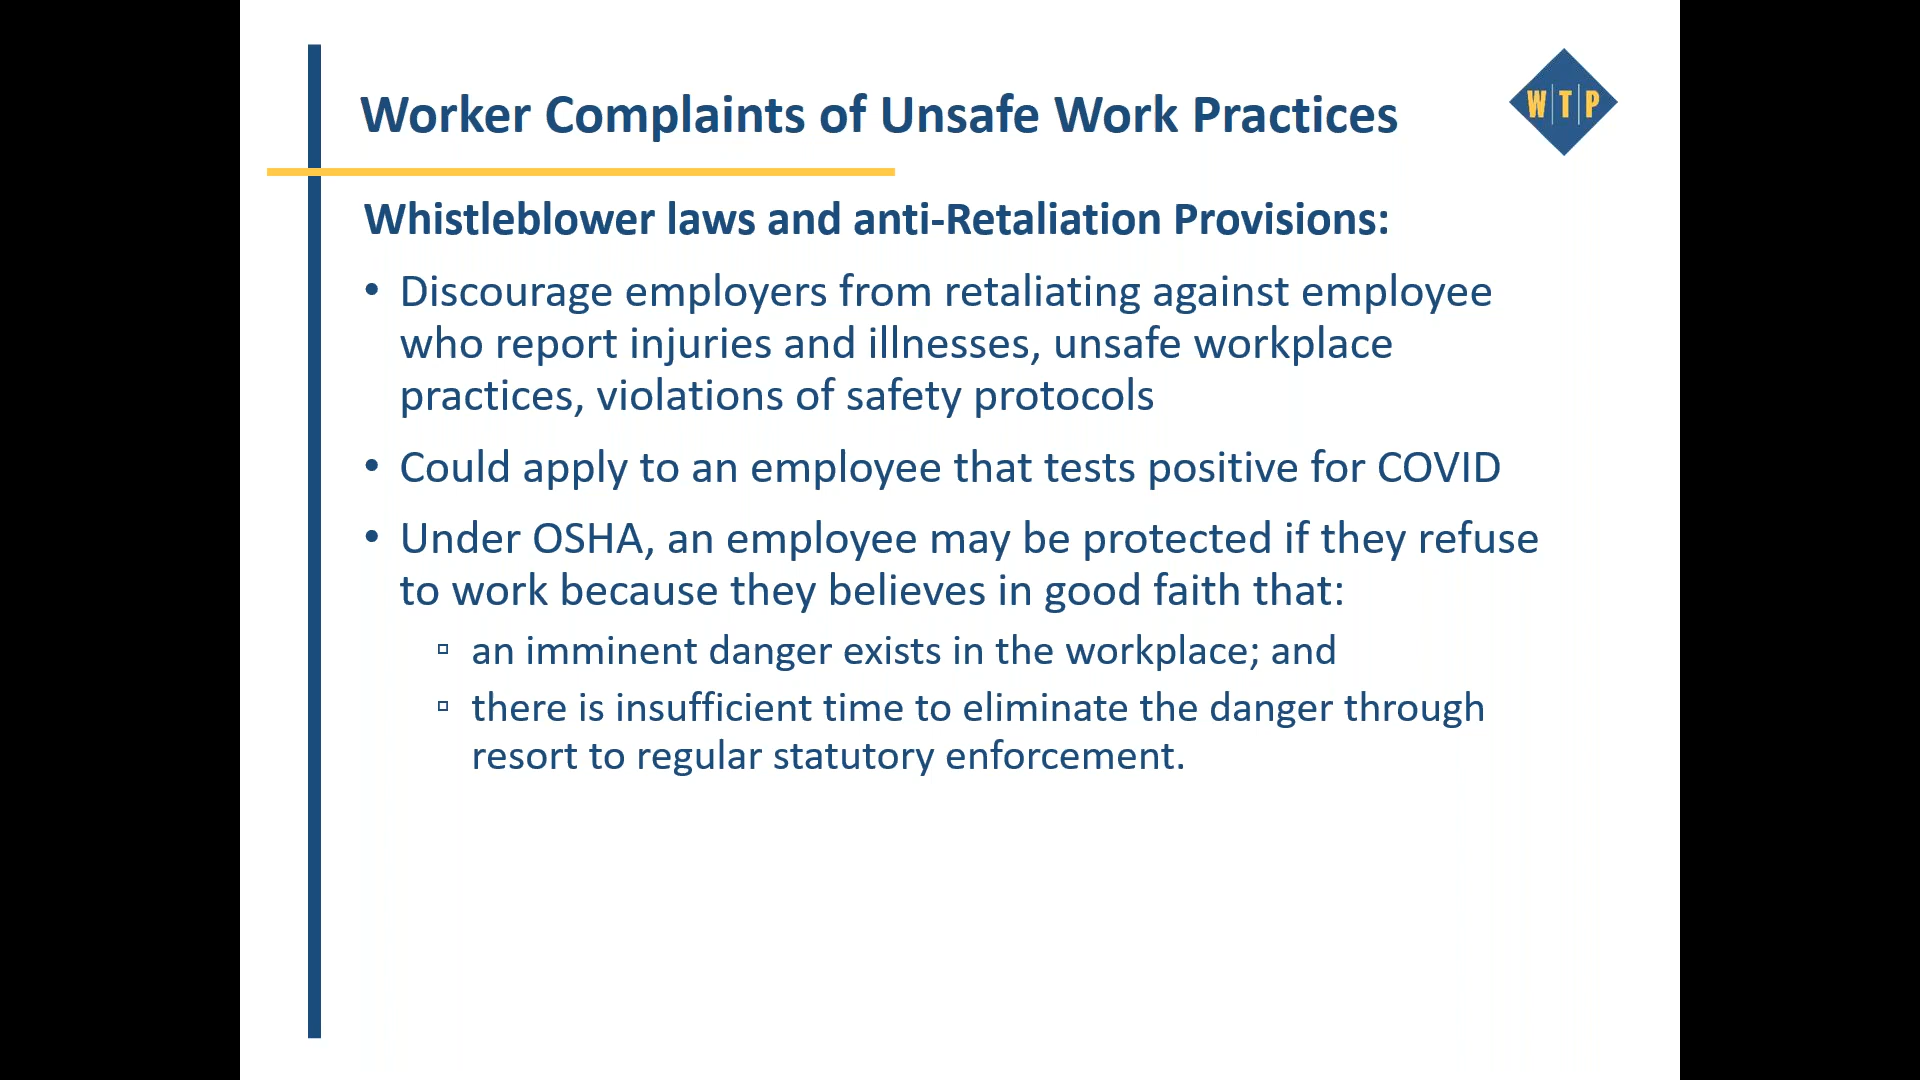 Worker Complaints of Unsafe Work Practices
W|T|P
Whistleblower laws and anti-Retaliation Provisions:
• Discourage employers from retaliating against employee
who report injuries and illnesses, unsafe workplace
practices, violations of safety protocols
• Could apply to an employee that tests positive for COVID
• Under OSHA, an employee may be protected if they refuse
to work because they believes in good faith that:
▫ an imminent danger exists in the workplace; and
▫ there is insufficient time to eliminate the danger through
resort to regular statutory enforcement.